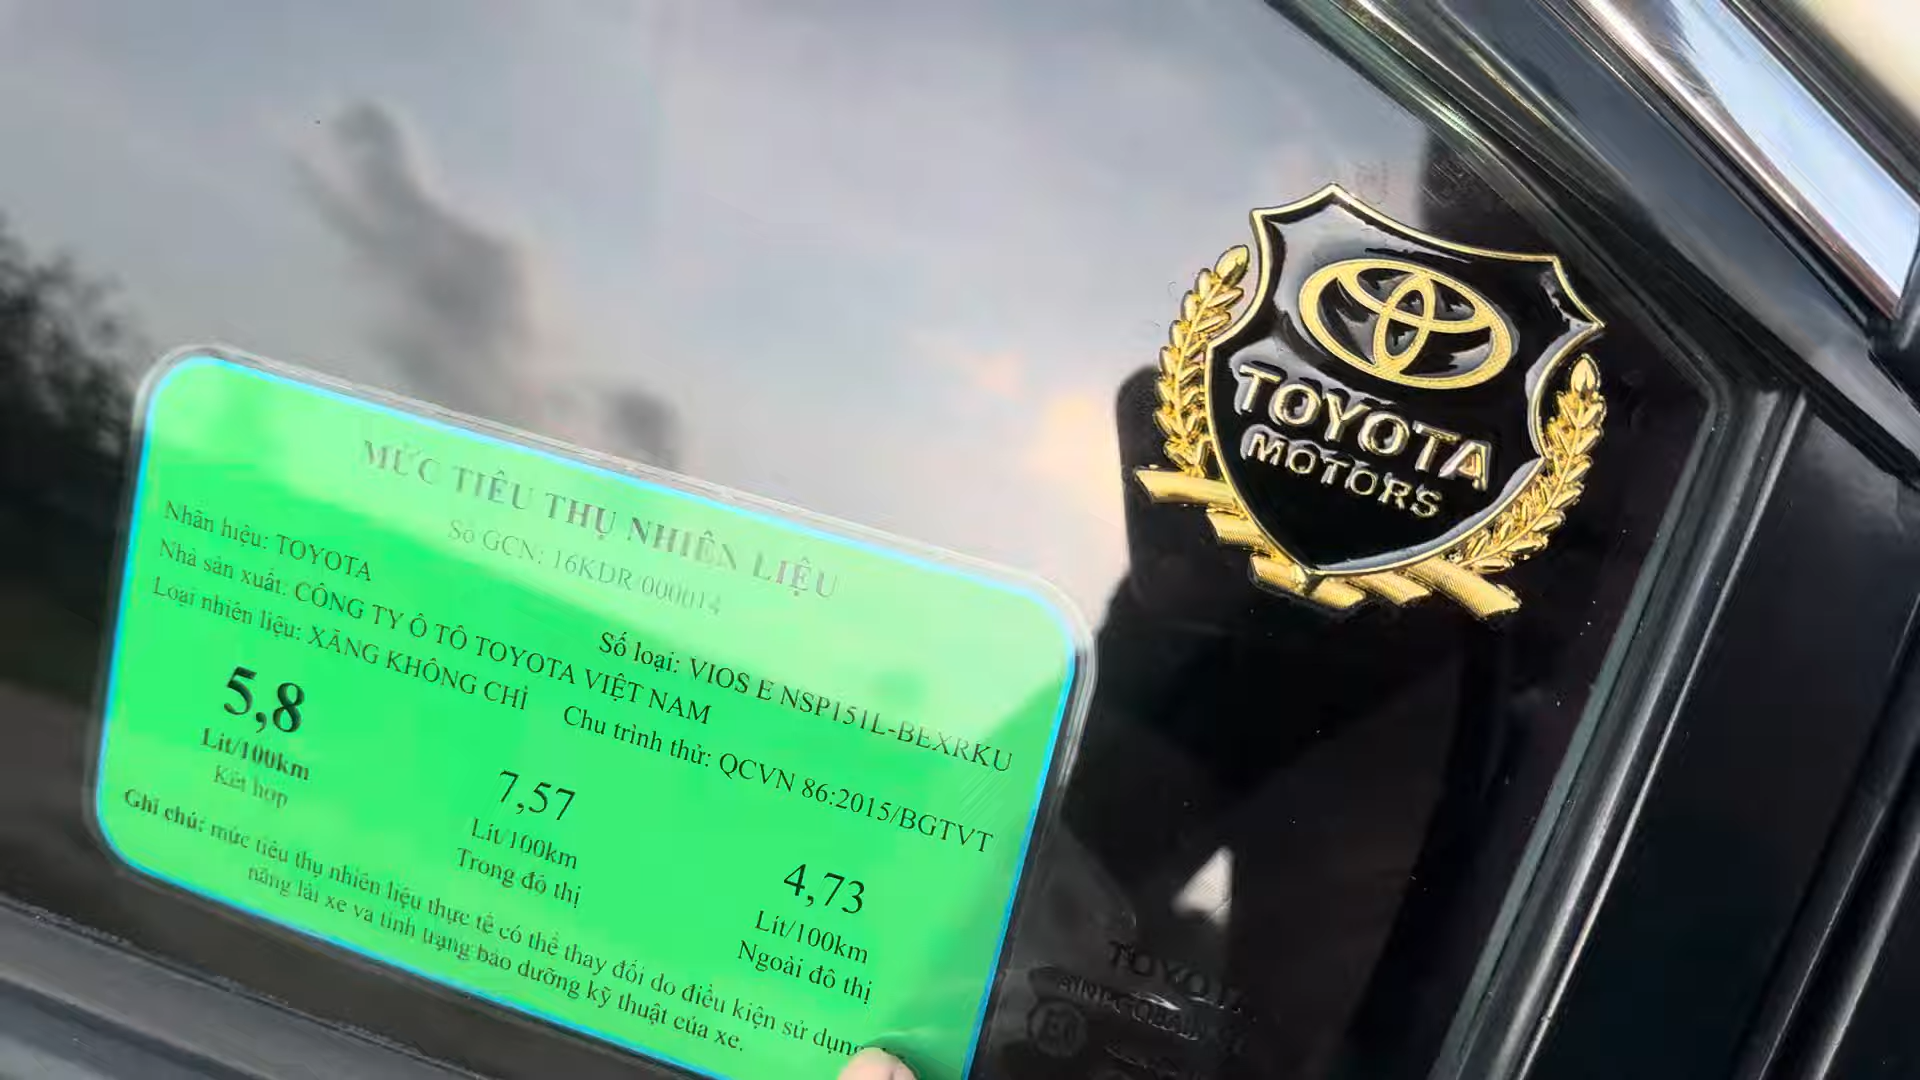 MỨC TIÊU THỤ NHIÊN LIỆU
Số GCN: 16KDR/000014
Nhãn hiệu: TOYOTA
Số loại: VIOS E NSP151L-BEXRKU
Nhà sản xuất: CÔNG TY Ô TÔ TOYOTA VIỆT NAM
Loại nhiên liệu: XĂNG KHÔNG CHÌ
Chu trình thử: QCVN 86:2015/BGTVT
5,8
Lít/100km
Kết hợp
7,57
Lít/100km
Trong đô thị
4,73
Lít/100km
Ngoài đô thị
Ghi chú: mức tiêu thụ nhiên liệu thực tế có thể thay đổi do điều kiện sử dụng
năng lái xe và tình trạng bảo dưỡng kỹ thuật của xe.
TOYOTA
MOTORS
TOYOTA